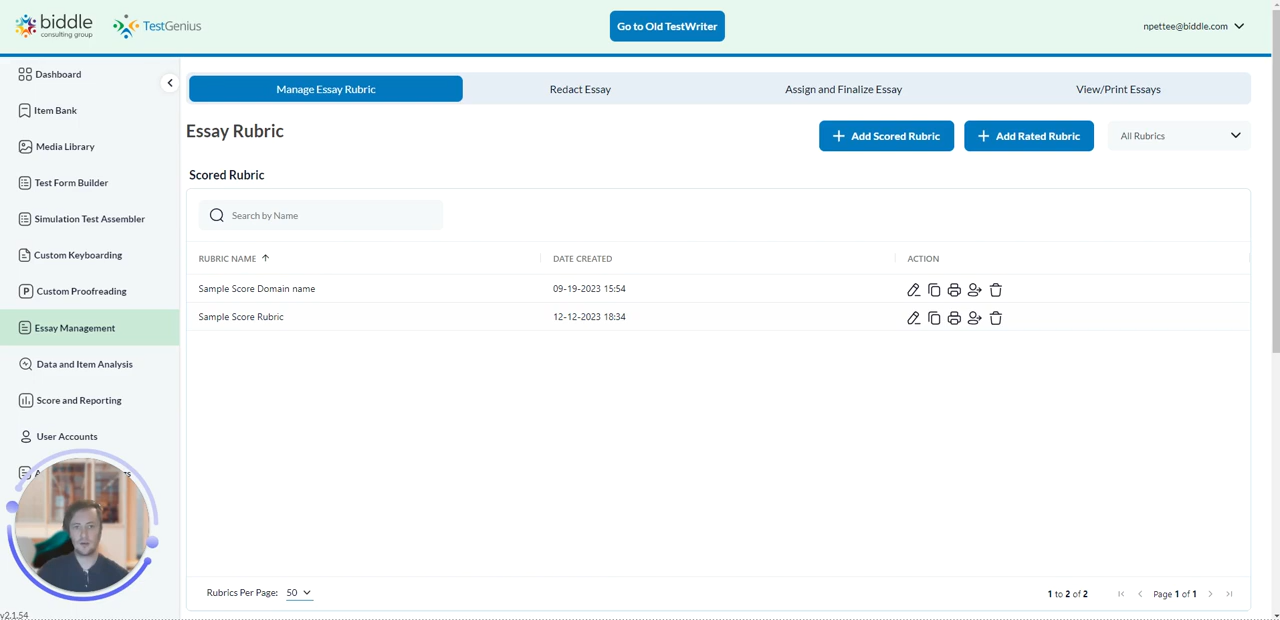 biddle
consulting group
TestGenius
Go to Old TestWriter
npettee@biddle.com
Dashboard
Item Bank
Media Library
Test Form Builder
Simulation Test Assembler
Custom Keyboarding
Custom Proofreading
Essay Management
Data and Item Analysis
Score and Reporting
User Accounts
v2.1.54
Manage Essay Rubric
Redact Essay
Assign and Finalize Essay
View/Print Essays
Essay Rubric
Add Scored Rubric
Add Rated Rubric
All Rubrics
Scored Rubric
Search by Name
RUBRIC NAME DATE CREATED ACTION
Sample Score Domain name 09-19-2023 15:54
Sample Score Rubric 12-12-2023 18:34
Rubrics Per Page: 50
1 to 2 of 2
Page 1 of 1